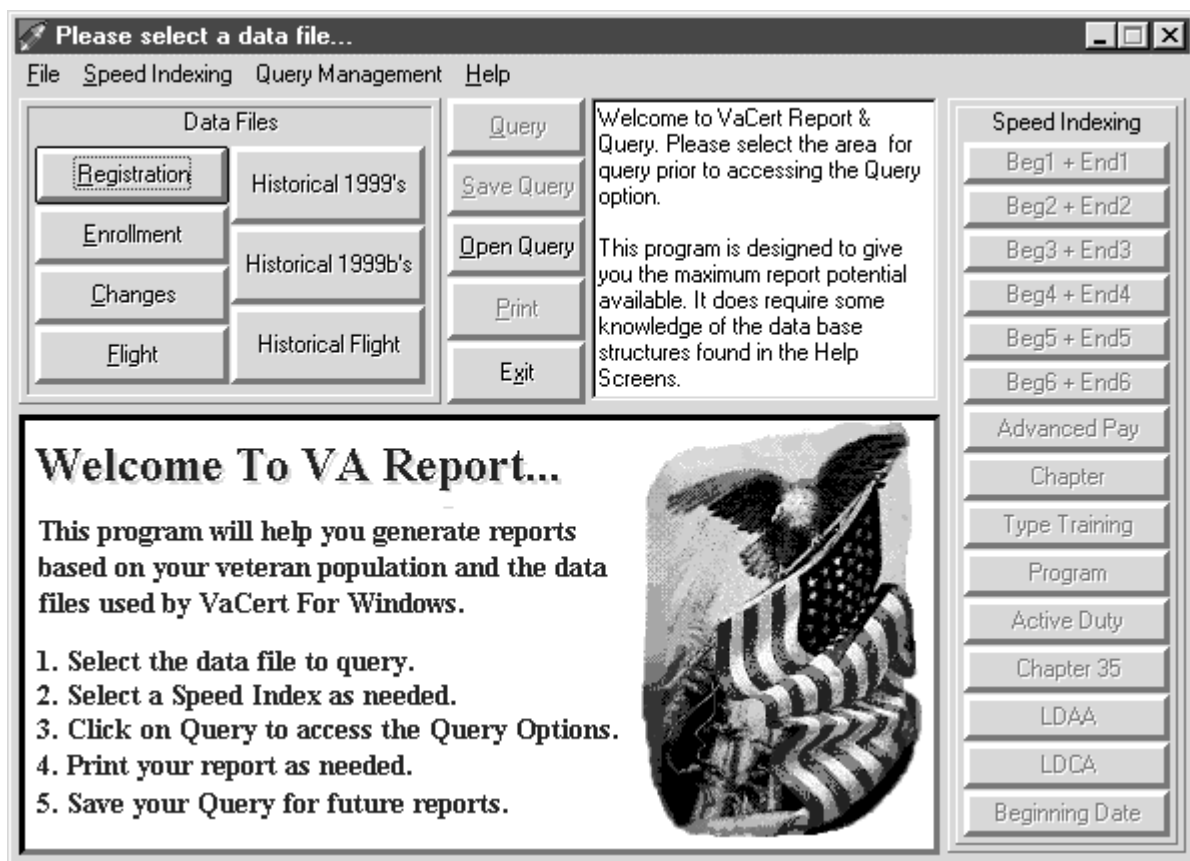 Please select a data file...
File Speed Indexing Query Management Help
Data Files
Registration
Enrollment
Changes
Flight
Historical 1999's
Historical 1999b's
Historical Flight
Query
Save Query
Open Query
Print
Exit
Welcome to VaCert Report &
Query. Please select the area for
query prior to accessing the Query
option.
This program is designed to give
you the maximum report potential
available. It does require some
knowledge of the data base
structures found in the Help
Screens.
Speed Indexing
Beg1 + End1
Beg2 + End2
Beg3 + End3
Beg4 + End4
Beg5 + End5
Beg6 + End6
Advanced Pay
Chapter
Type Training
Program
Active Duty
Chapter 35
LDAA
LDCA
Beginning Date
Welcome To VA Report...
This program will help you generate reports
based on your veteran population and the data
files used by VaCert For Windows.
1. Select the data file to query.
2. Select a Speed Index as needed.
3. Click on Query to access the Query Options.
4. Print your report as needed.
5. Save your Query for future reports.